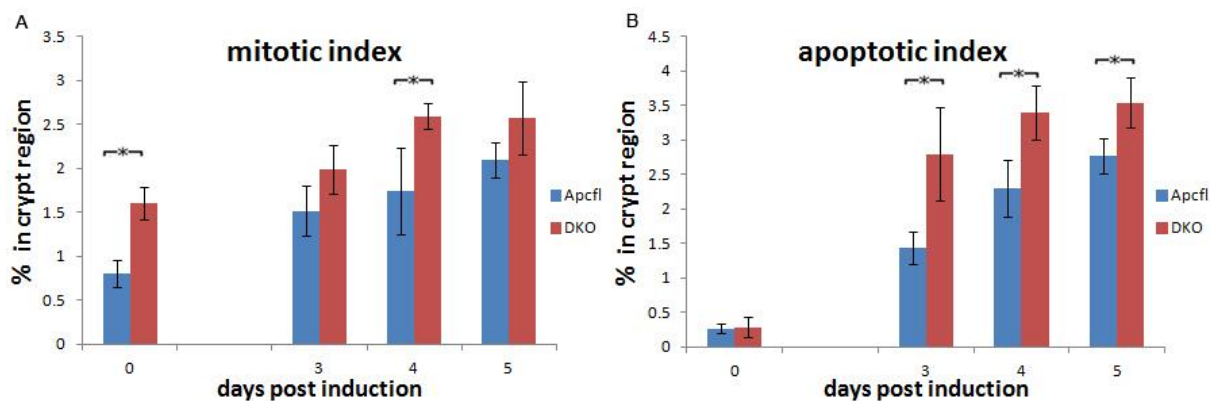 A
mitotic index
% in crypt region
3.5
3
2.5
2
1.5
1
0.5
0
*
*
0 3 4 5
days post induction
Apcfl
DKO
B
apoptotic index
% in crypt region
4.5
4
3.5
3
2.5
2
1.5
1
0.5
0
*
*
*
0 3 4 5
days post induction
Apcfl
DKO